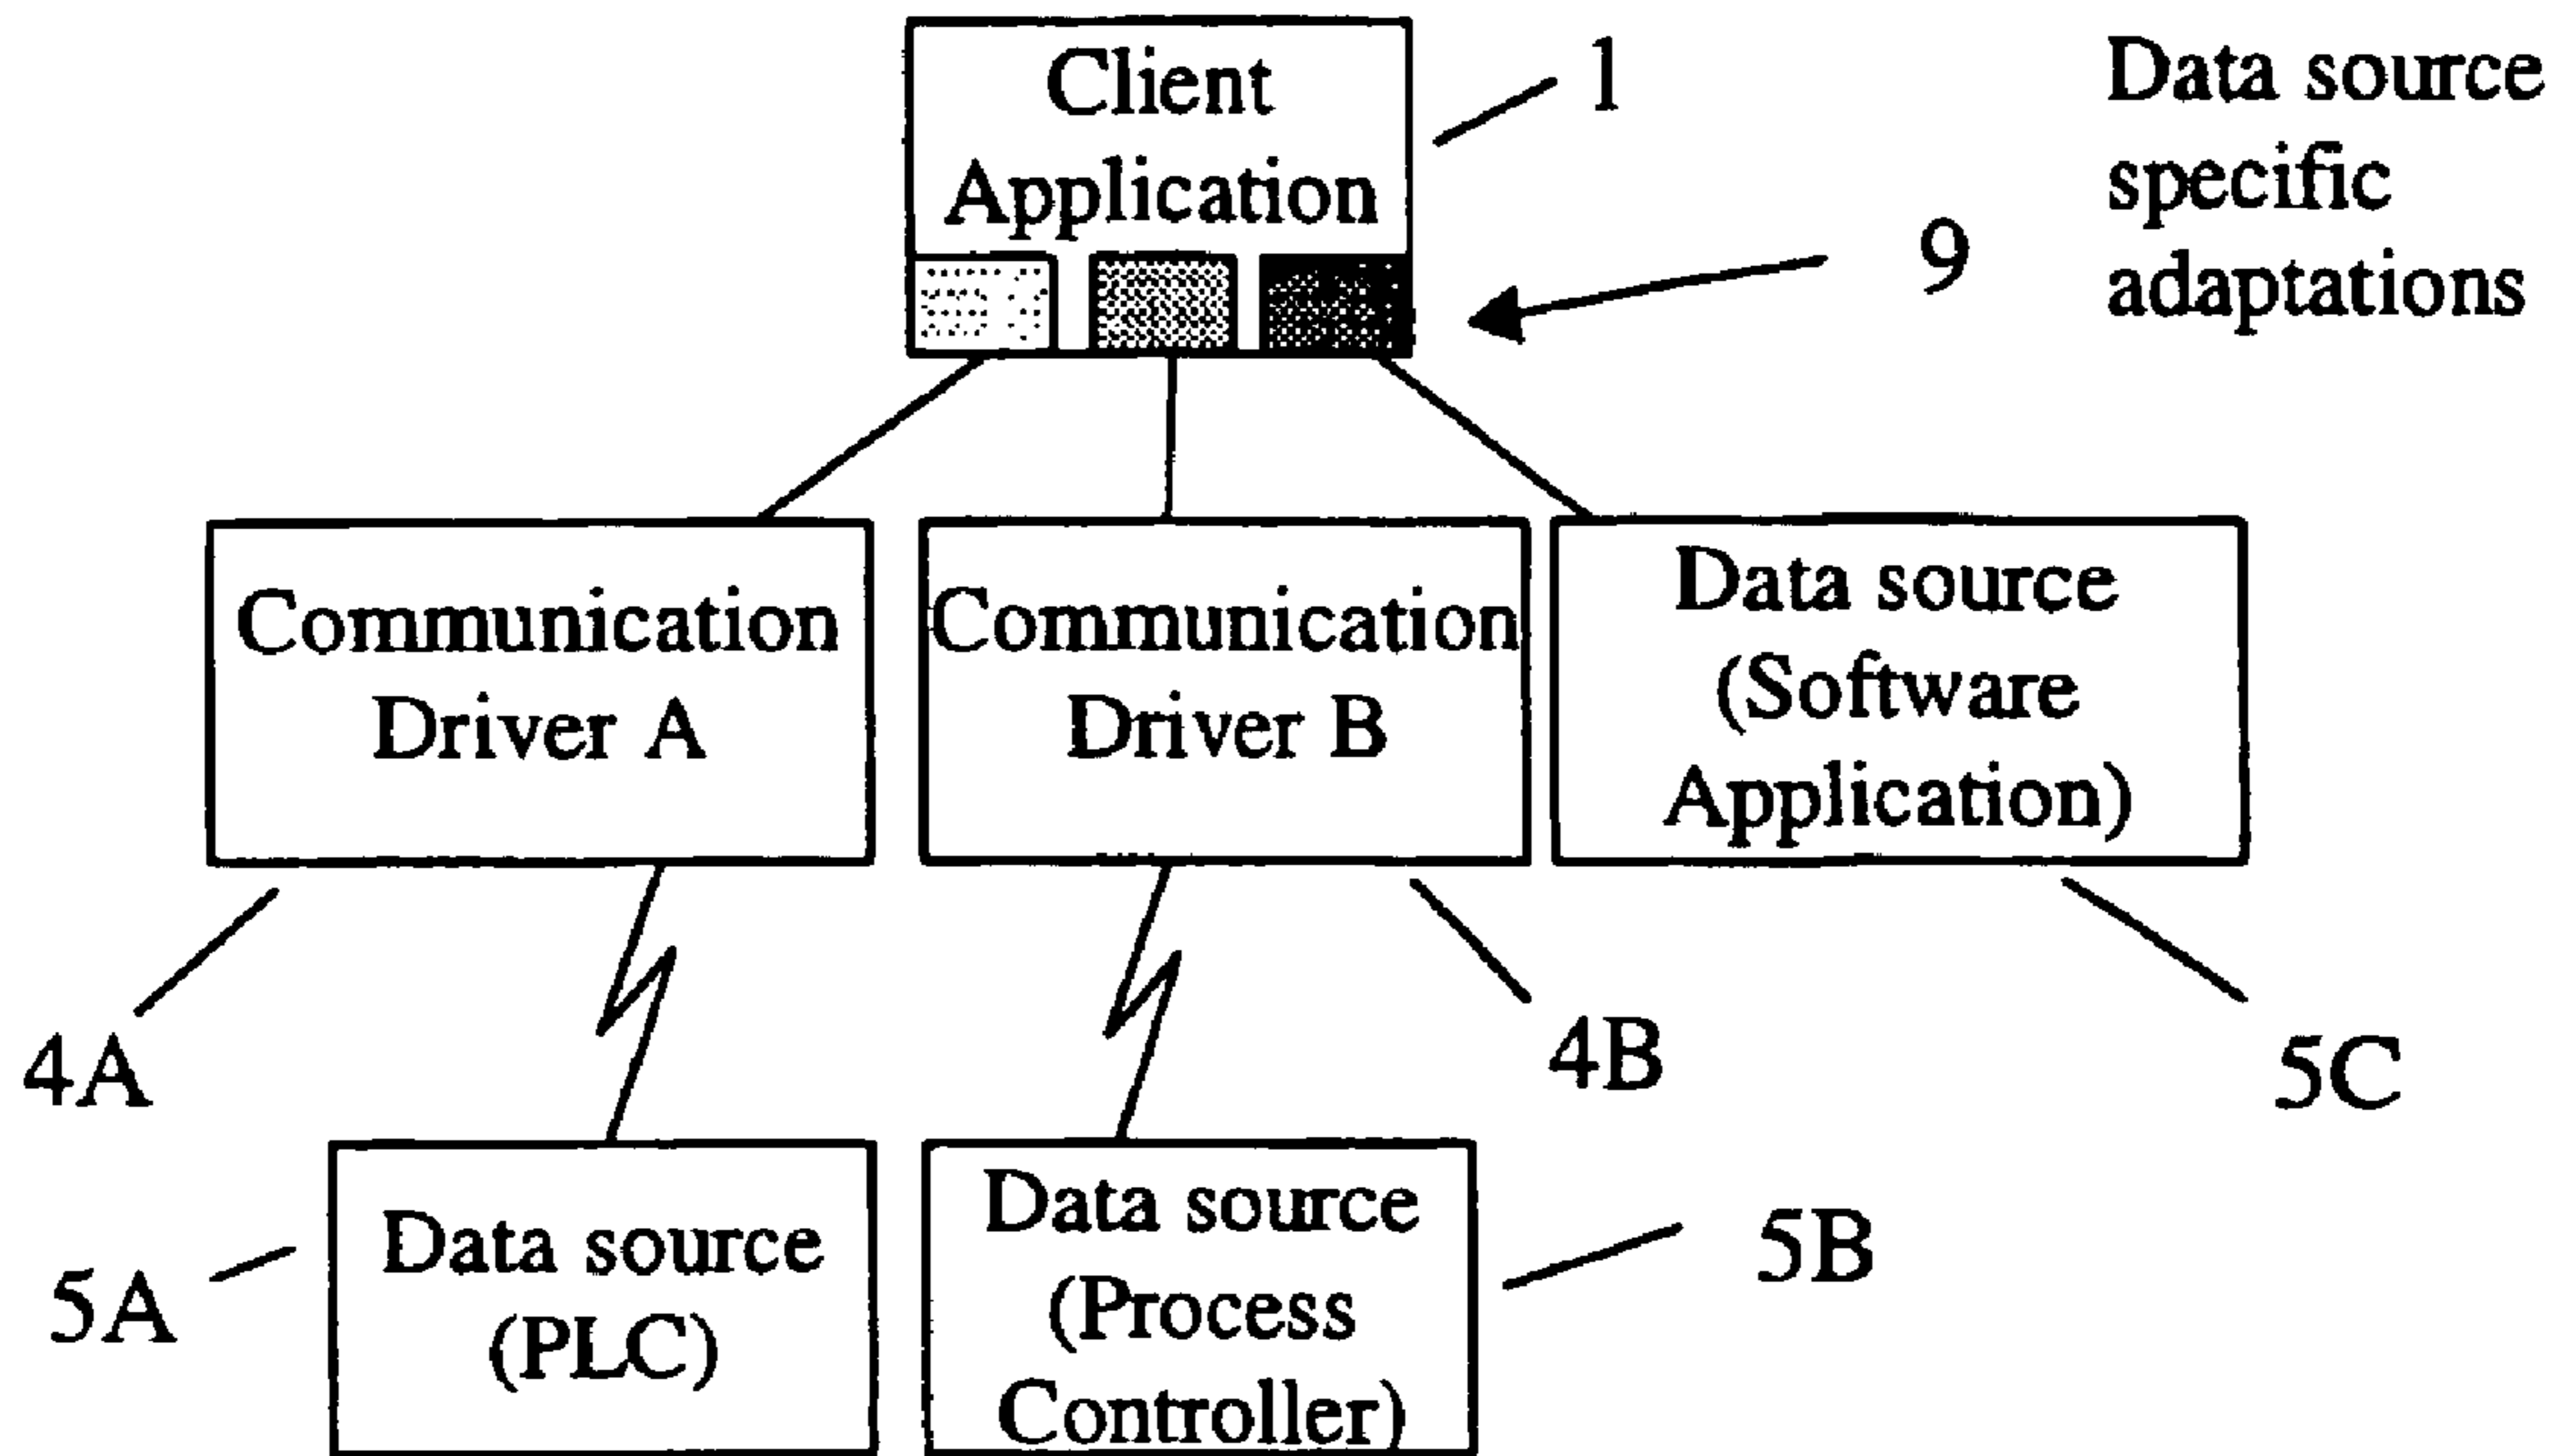 Client
Application
1
Data source
specific
adaptations
9
Communication
Driver A
Communication
Driver B
Data source
(Software
Application)
4A
4B
5C
5A
Data source
(PLC)
Data source
(Process
Controller)
5B